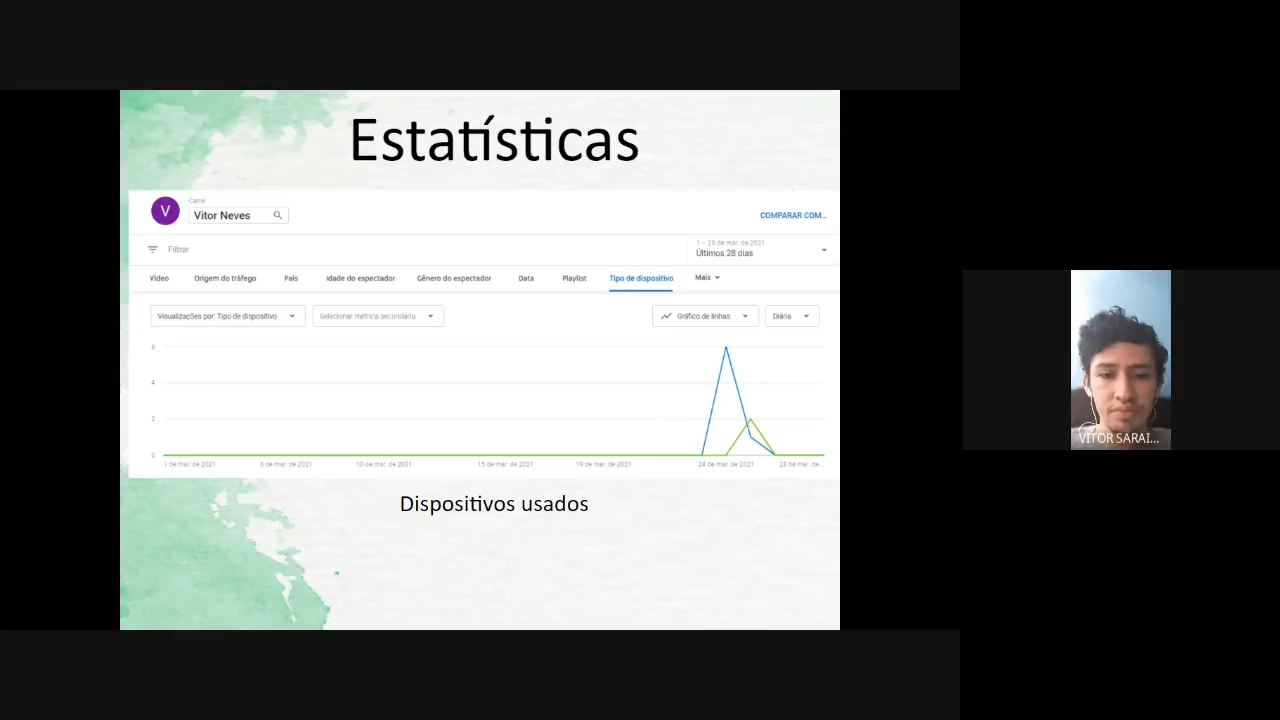 Estatísticas
V
Canal
Vitor Neves
COMPARAR COM...
Filtrar
1 – 28 de mar. de 2021
Últimos 28 dias
Vídeo Origem do tráfego País Idade do espectador Gênero do espectador Data Playlist Tipo de dispositivo Mais
Visualizações por: Tipo de dispositivo Selecionar métrica secundária Gráfico de linhas Diária
6
4
2
0
1 de mar. de 2021 6 de mar. de 2021 10 de mar. de 2021 15 de mar. de 2021 19 de mar. de 2021 24 de mar. de 2021 28 de mar. de...
Dispositivos usados
VITOR SARAI...